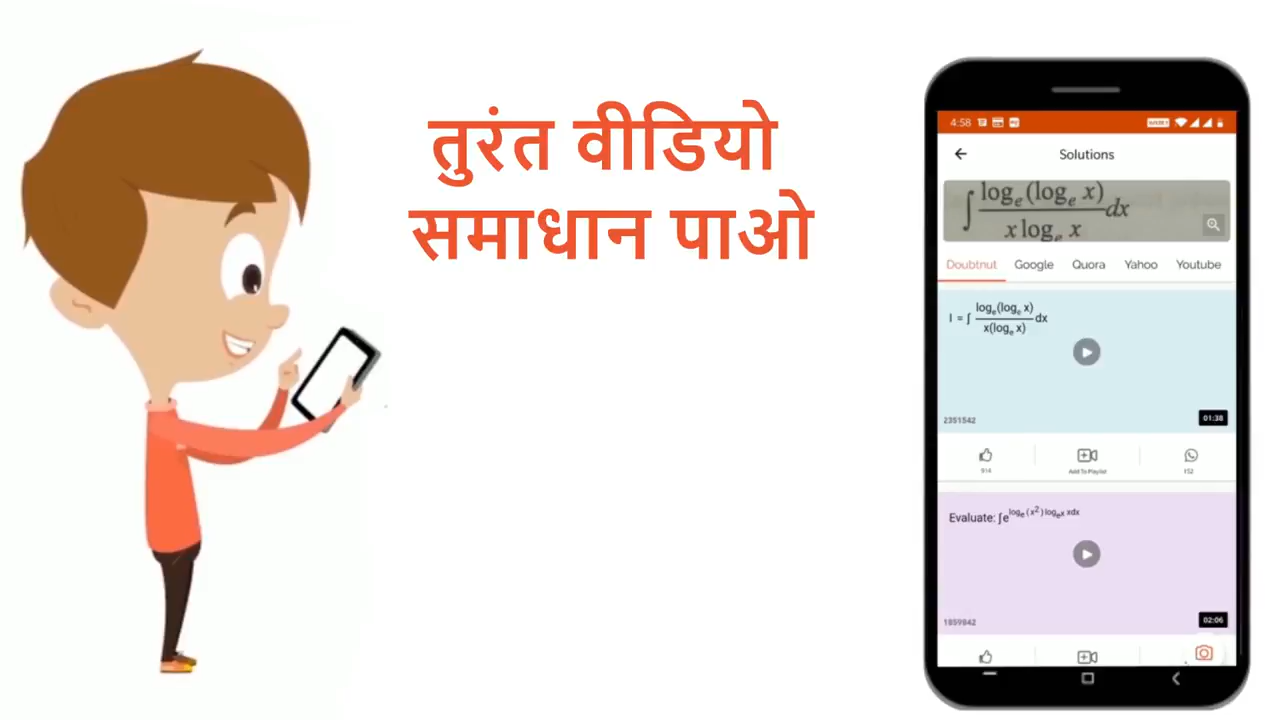 तुरंत वीडियो
समाधान पाओ
4:58
Solutions
∫ logₑ(logₑ x) / x logₑ x dx
Doubtnut Google Quora Yahoo Youtube
I = ∫ logₑ(logₑ x) / x(logₑ x) dx
2351542
01:38
914
Add To Playlist
152
Evaluate: ∫e^logₑ(x²) logₑx xdx
1859842
02:06